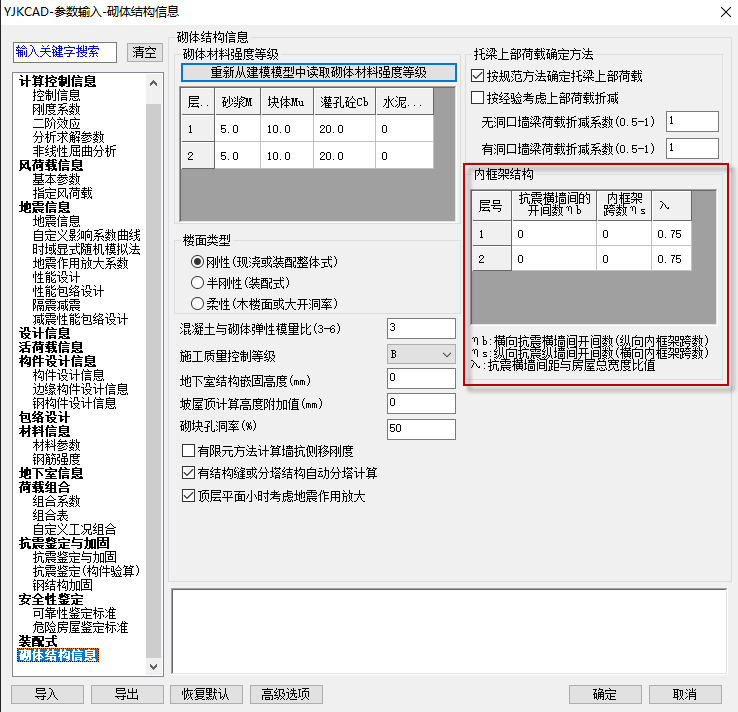 YJKCAD-参数输入-砌体结构信息
输入关键字搜索
清空
计算控制信息
控制信息
刚度系数
二阶效应
分析求解参数
非线性屈曲分析
风荷载信息
基本参数
指定风荷载
地震信息
地震信息
自定义影响系数曲线
时域显式随机模拟法
地震作用放大系数
性能设计
性能包络设计
隔震减震
减震性能包络设计
设计信息
活荷载信息
构件设计信息
构件设计信息
边缘构件设计信息
钢构件设计信息
包络设计
材料信息
材料参数
钢筋强度
地下室信息
荷载组合
组合系数
组合表
自定义工况组合
抗震鉴定与加固
抗震鉴定与加固
抗震鉴定(构件验算)
钢结构加固
安全性鉴定
可靠性鉴定标准
危险房屋鉴定标准
装配式
砌体结构信息
砌体结构信息
砌体材料强度等级
重新从建模模型中读取砌体材料强度等级
层.. 砂浆M 块体Mu 灌孔砼Cb 水泥...
1 5.0 10.0 20.0 0
2 5.0 10.0 20.0 0
楼面类型
刚性(现浇或装配整体式)
半刚性(装配式)
柔性(木楼面或大开洞率)
混凝土与砌体弹性模量比(3-6) 3
施工质量控制等级 B
地下室结构嵌固高度(mm) 0
坡屋顶计算高度附加值(mm) 0
砌块孔洞率(%) 50
有限元方法计算墙抗侧移刚度
有结构缝或分塔结构自动分塔计算
顶层平面小时考虑地震作用放大
托梁上部荷载确定方法
按规范方法确定托梁上部荷载
按经验考虑上部荷载折减
无洞口墙梁荷载折减系数(0.5-1) 1
有洞口墙梁荷载折减系数(0.5-1) 1
内框架结构
层号 抗震横墙间的开间数ηb 内框架跨数ηs λ
1 0 0 0.75
2 0 0 0.75
ηb:横向抗震横墙间开间数(纵向内框架跨数)
ηs:纵向抗震纵墙间开间数(横向内框架跨数)
λ:抗震横墙间距与房屋总宽度比值
导入
导出
恢复默认
高级选项
确定
取消